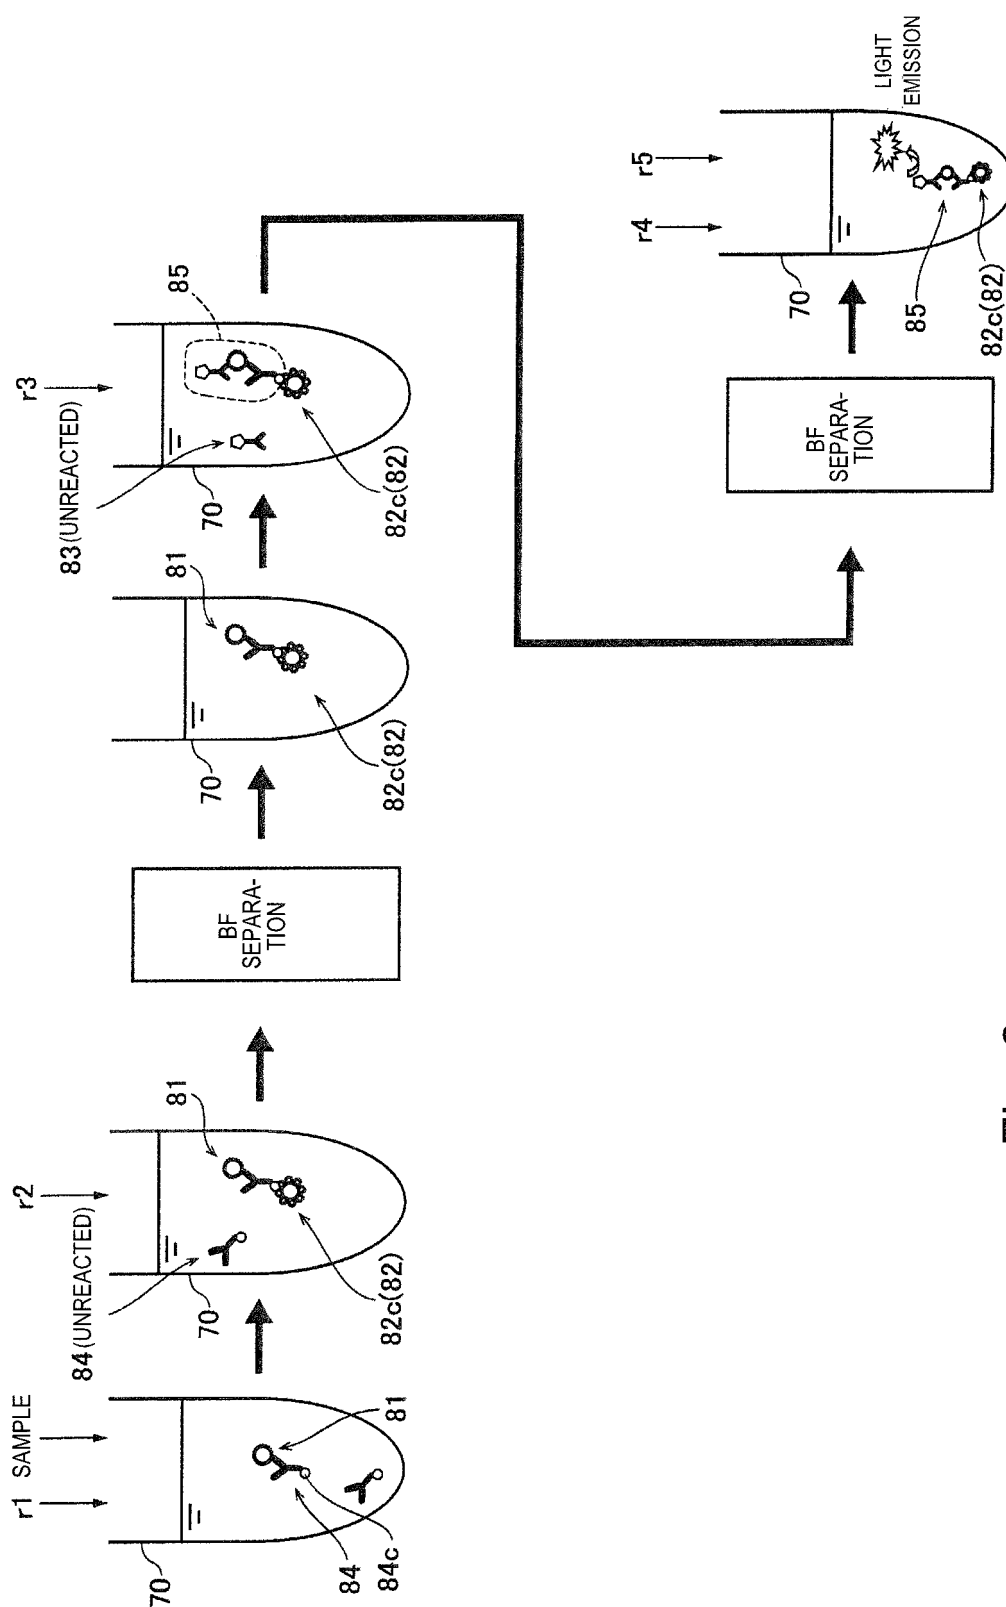 r1
SAMPLE
70
81
84
84c
r2
84(UNREACTED)
81
70
82c(82)
BF
SEPARA-
TION
81
70
82c(82)
r3
83(UNREACTED)
85
70
82c(82)
BF
SEPARA-
TION
r4
r5
LIGHT
EMISSION
70
85
82c(82)